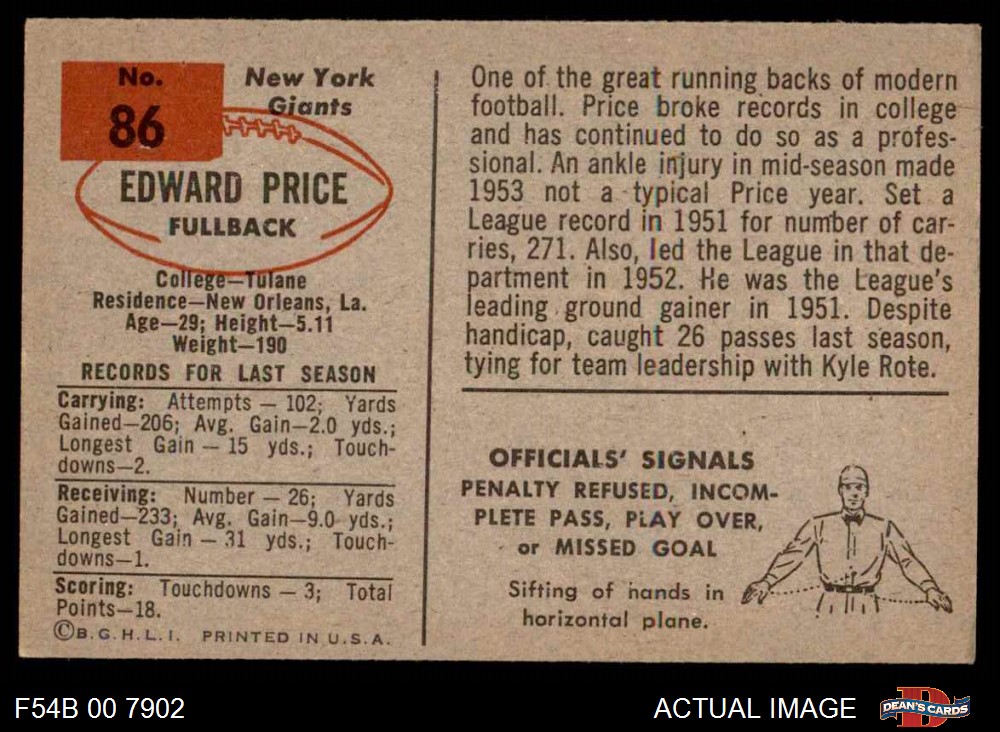 No.
86
New York
Giants
EDWARD PRICE
FULLBACK
College—Tulane
Residence—New Orleans, La.
Age—29; Height—5.11
Weight—190
RECORDS FOR LAST SEASON
Carrying: Attempts — 102; Yards
Gained—206; Avg. Gain—2.0 yds.;
Longest Gain — 15 yds.; Touch-
downs—2.
Receiving: Number — 26; Yards
Gained—233; Avg. Gain—9.0 yds.;
Longest Gain — 31 yds.; Touch-
downs—1.
Scoring: Touchdowns — 3; Total
Points—18.
©B.G.H.L.I. PRINTED IN U.S.A.
One of the great running backs of modern
football. Price broke records in college
and has continued to do so as a profes-
sional. An ankle injury in mid-season made
1953 not a typical Price year. Set a
League record in 1951 for number of car-
ries, 271. Also, led the League in that de-
partment in 1952. He was the League's
leading ground gainer in 1951. Despite
handicap, caught 26 passes last season,
tying for team leadership with Kyle Rote.
OFFICIALS' SIGNALS
PENALTY REFUSED, INCOM-
PLETE PASS, PLAY OVER,
or MISSED GOAL
Sifting of hands in
horizontal plane.
F54B 00 7902
ACTUAL IMAGE
DEAN'S CARDS